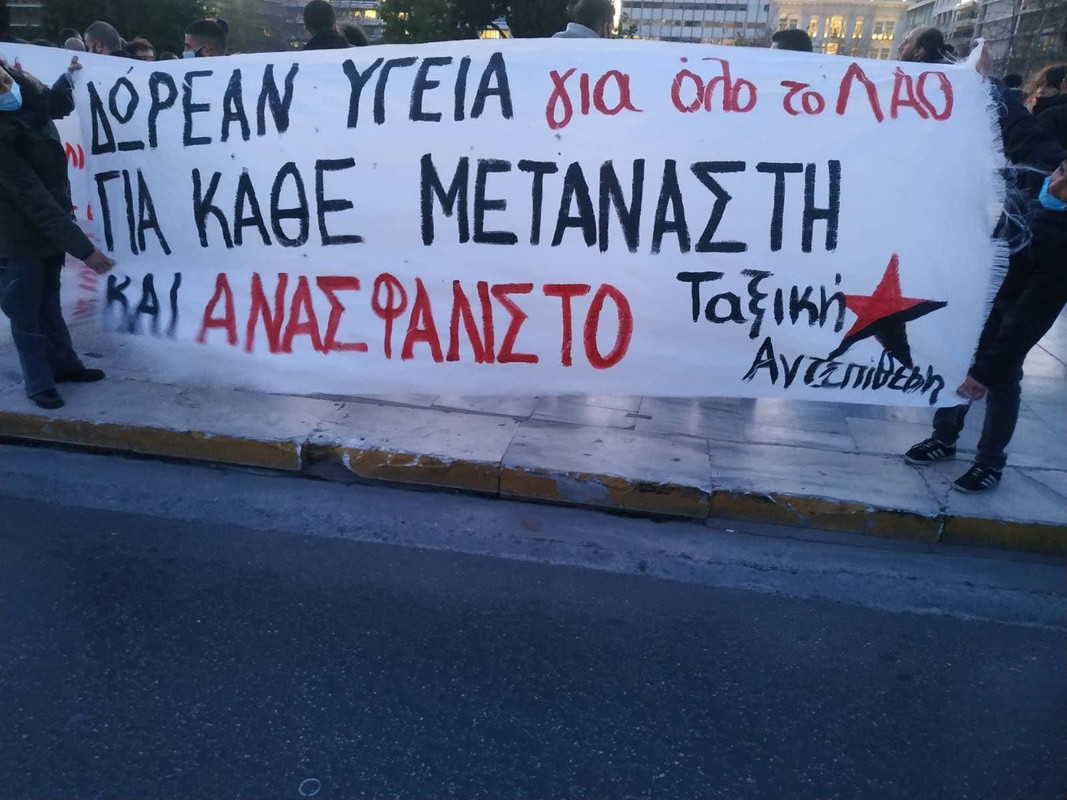 ΔΩΡΕΑΝ ΥΓΕΙΑ για όλο το ΛΑΟ
ΓΙΑ ΚΑΘΕ ΜΕΤΑΝΑΣΤΗ
ΚΑΙ ΑΝΑΣΦΑΛΙΣΤΟ
Ταξική
Αντεπίθεση